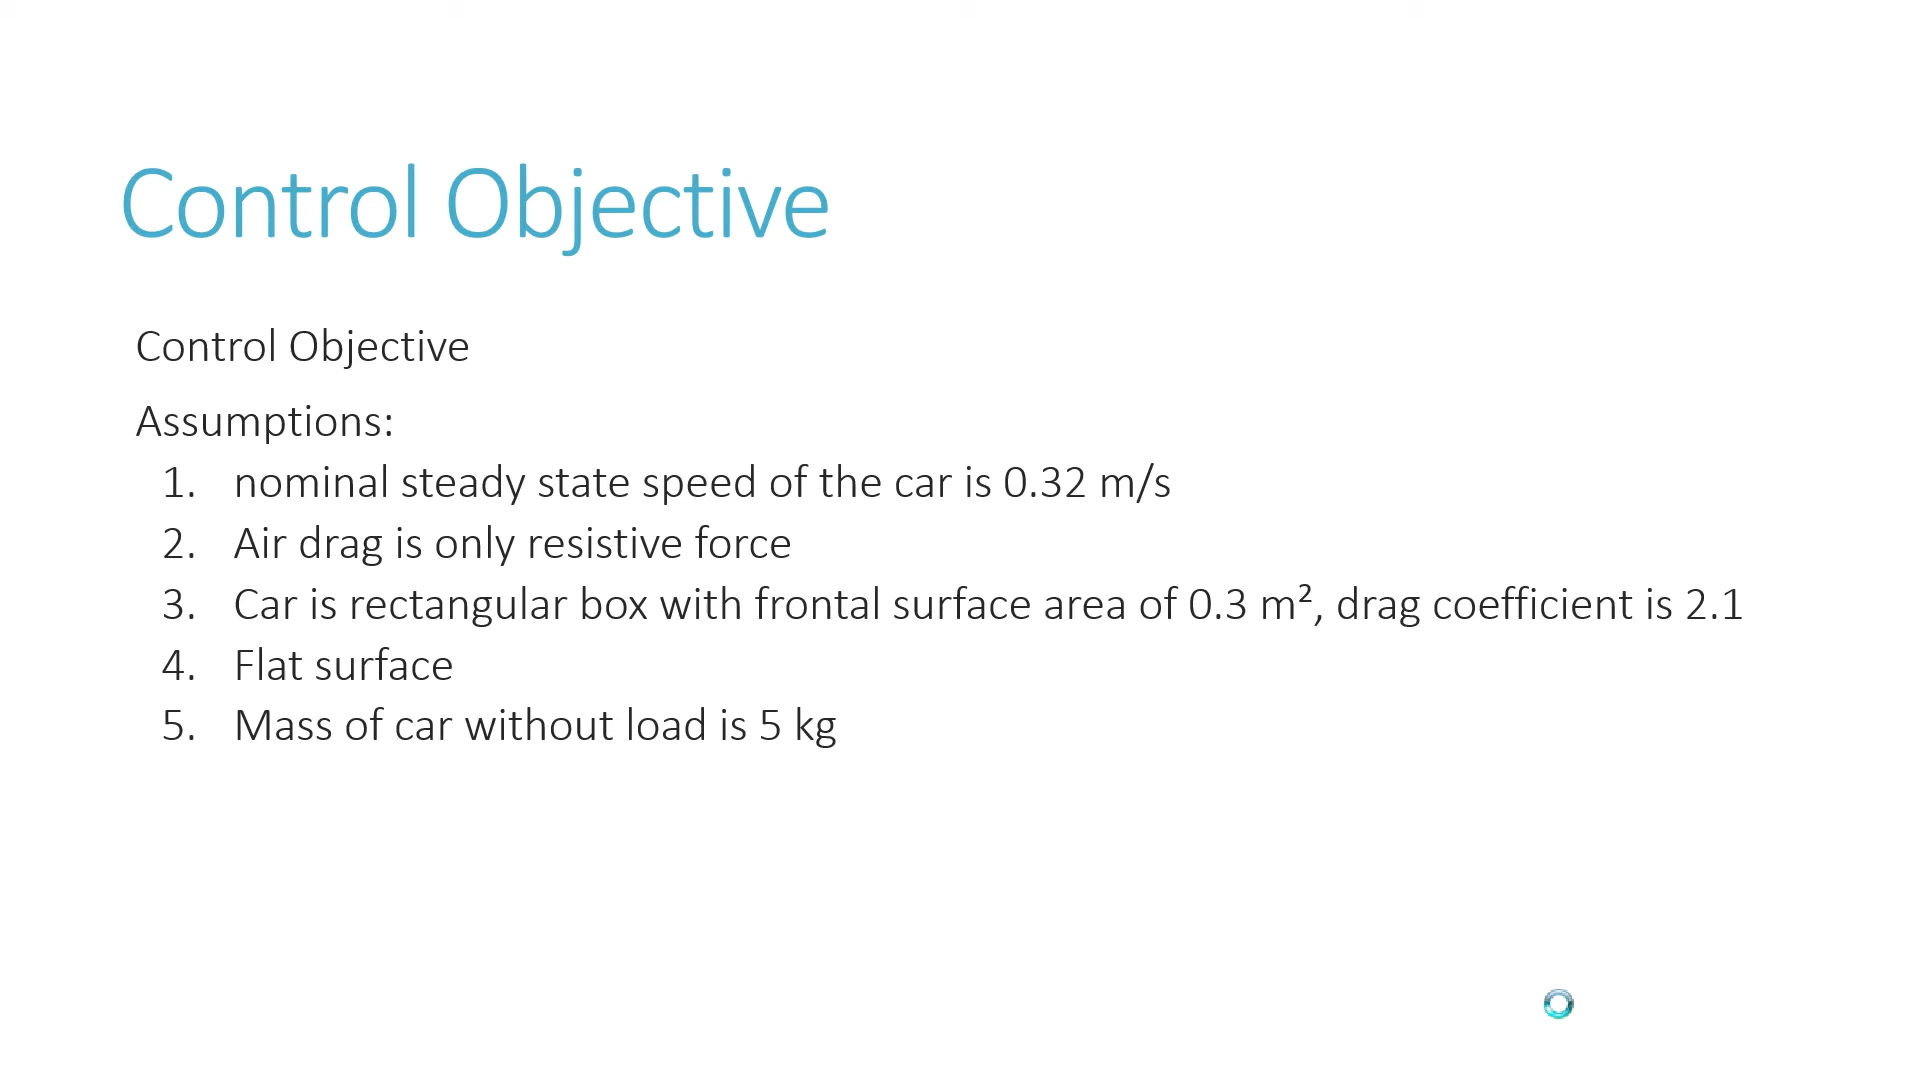 Control Objective
Control Objective
Assumptions:
1. nominal steady state speed of the car is 0.32 m/s
2. Air drag is only resistive force
3. Car is rectangular box with frontal surface area of 0.3 m², drag coefficient is 2.1
4. Flat surface
5. Mass of car without load is 5 kg